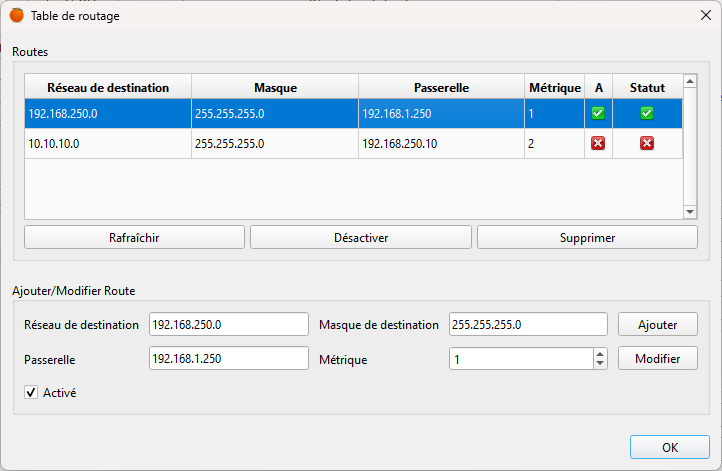 Table de routage
Routes
Réseau de destination Masque Passerelle Métrique A Statut
192.168.250.0 255.255.255.0 192.168.1.250 1
10.10.10.0 255.255.255.0 192.168.250.10 2
Rafraîchir Désactiver Supprimer
Ajouter/Modifier Route
Réseau de destination 192.168.250.0 Masque de destination 255.255.255.0 Ajouter
Passerelle 192.168.1.250 Métrique 1 Modifier
Activé
OK